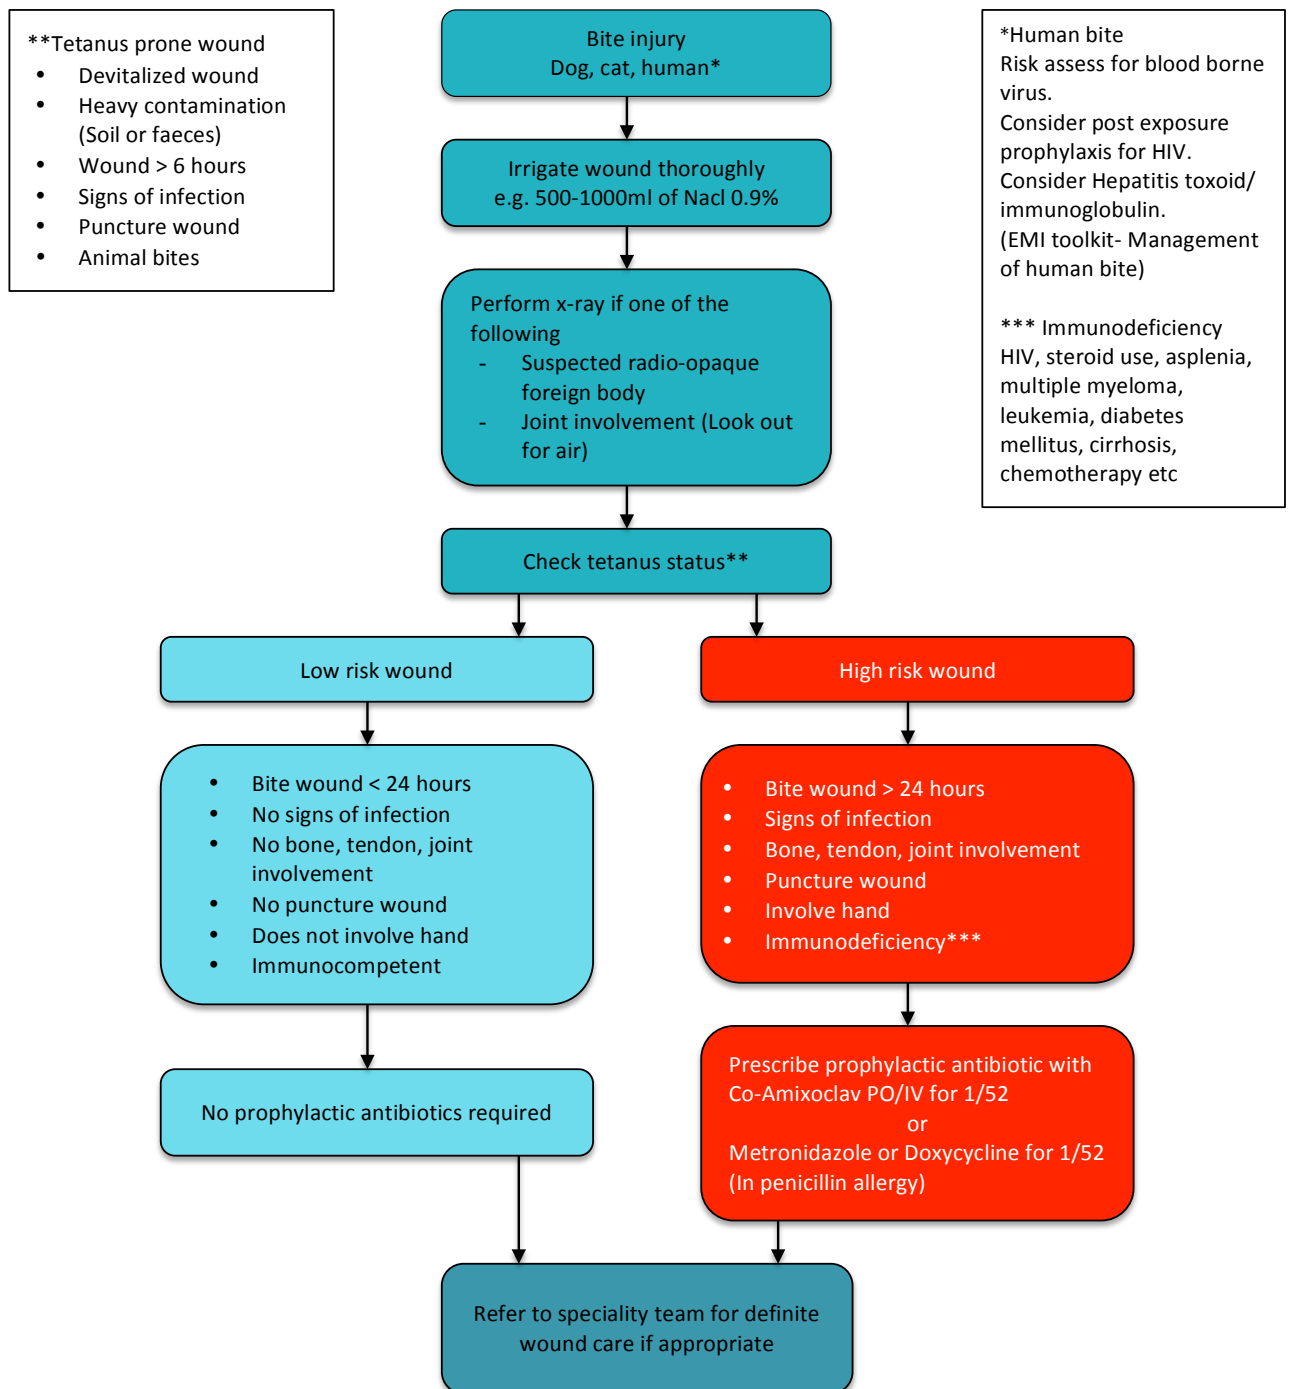 **Tetanus prone wound
• Devitalized wound
• Heavy contamination
(Soil or faeces)
• Wound > 6 hours
• Signs of infection
• Puncture wound
• Animal bites
Bite injury
Dog, cat, human*
*Human bite
Risk assess for blood borne
virus.
Consider post exposure
prophylaxis for HIV.
Consider Hepatitis toxoid/
immunoglobulin.
(EMI toolkit- Management
of human bite)
*** Immunodeficiency
HIV, steroid use, asplenia,
multiple myeloma,
leukemia, diabetes
mellitus, cirrhosis,
chemotherapy etc
Irrigate wound thoroughly
e.g. 500-1000ml of Nacl 0.9%
Perform x-ray if one of the
following
- Suspected radio-opaque
foreign body
- Joint involvement (Look out
for air)
Check tetanus status**
Low risk wound
• Bite wound < 24 hours
• No signs of infection
• No bone, tendon, joint
involvement
• No puncture wound
• Does not involve hand
• Immunocompetent
No prophylactic antibiotics required
High risk wound
• Bite wound > 24 hours
• Signs of infection
• Bone, tendon, joint involvement
• Puncture wound
• Involve hand
• Immunodeficiency***
Prescribe prophylactic antibiotic with
Co-Amixoclav PO/IV for 1/52
or
Metronidazole or Doxycycline for 1/52
(In penicillin allergy)
Refer to speciality team for definite
wound care if appropriate